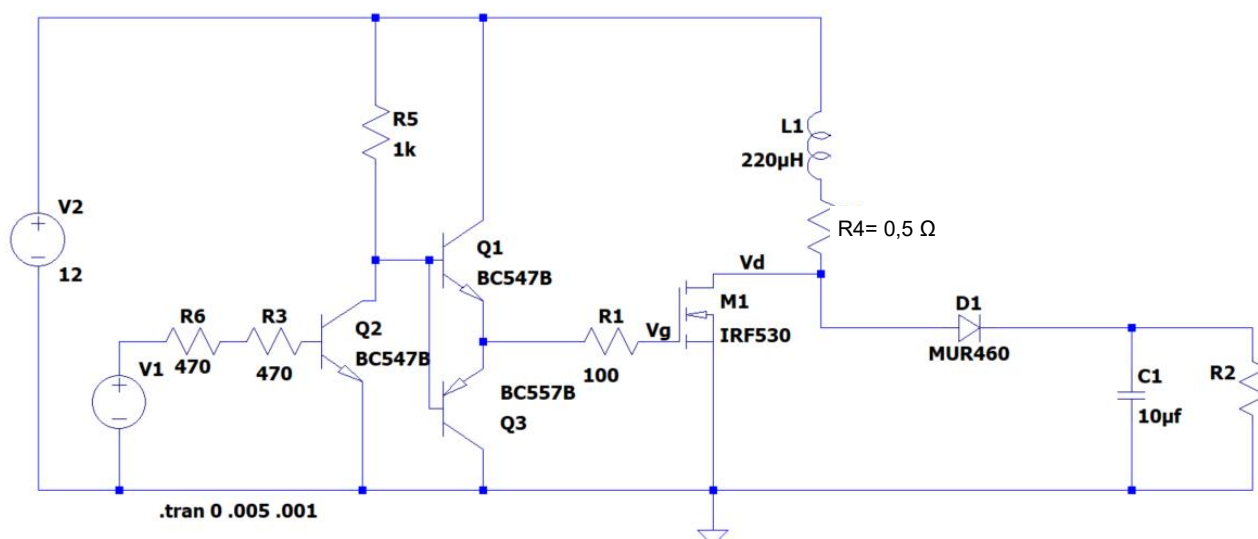 V2
12
R5
1k
L1
220µH
R4= 0,5 Ω
Q1
BC547B
Vd
R6
470
R3
470
Q2
BC547B
V1
R1
100
Vg
M1
IRF530
D1
MUR460
BC557B
Q3
C1
10µf
R2
.tran 0 .005 .001